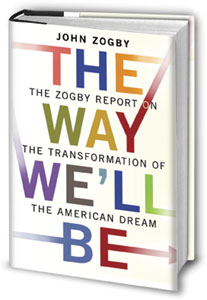 JOHN ZOGBY
THE
THE ZOGBY REPORT ON
WAY
THE TRANSFORMATION OF
WE'LL
THE AMERICAN DREAM
BE